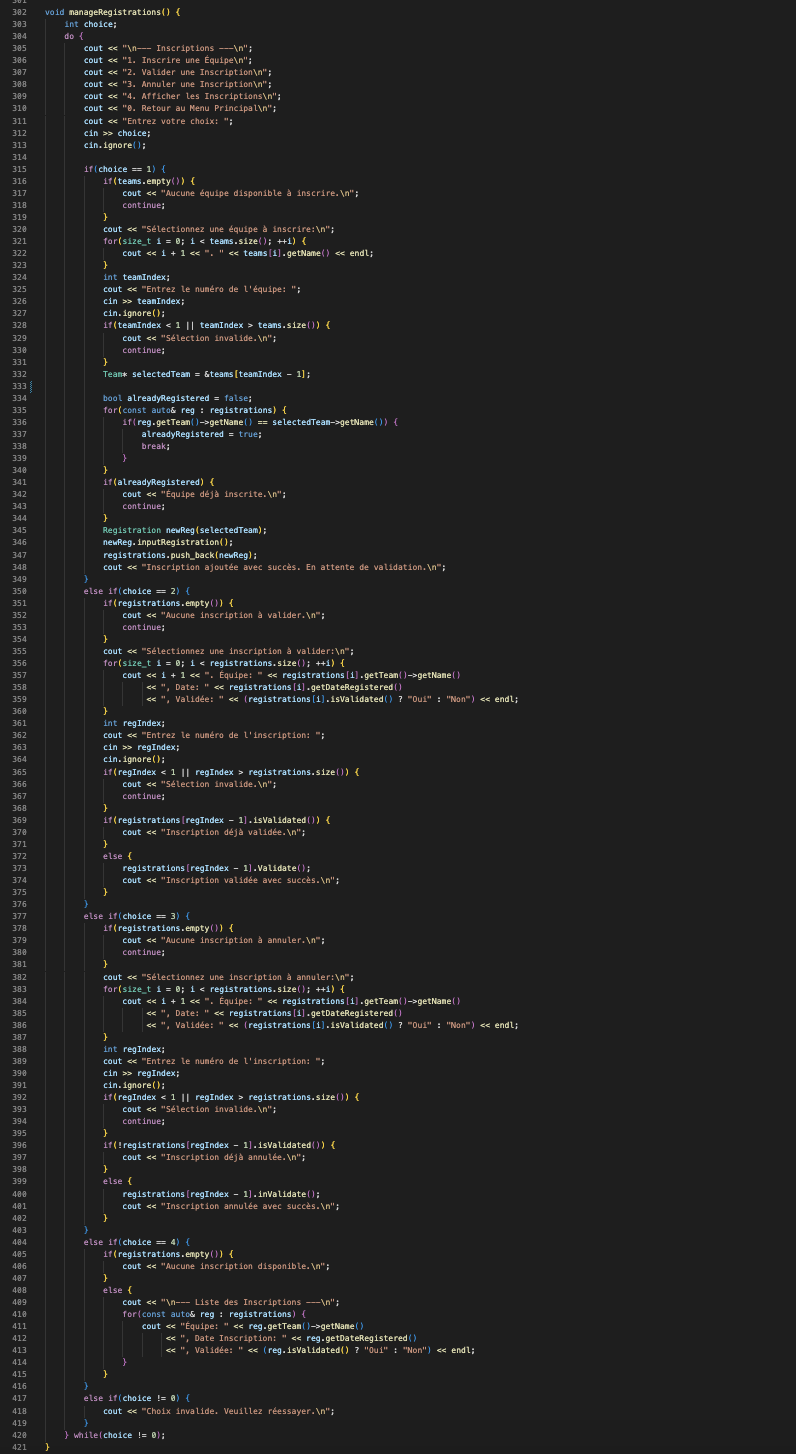 301
302 void manageRegistrations() {
303 int choice;
304 do {
305 cout << "\n--- Inscriptions ---\n";
306 cout << "1. Inscrire une Équipe\n";
307 cout << "2. Valider une Inscription\n";
308 cout << "3. Annuler une Inscription\n";
309 cout << "4. Afficher les Inscriptions\n";
310 cout << "0. Retour au Menu Principal\n";
311 cout << "Entrez votre choix: ";
312 cin >> choice;
313 cin.ignore();
314
315 if(choice == 1) {
316 if(teams.empty()) {
317 cout << "Aucune équipe disponible à inscrire.\n";
318 continue;
319 }
320 cout << "Sélectionnez une équipe à inscrire:\n";
321 for(size_t i = 0; i < teams.size(); ++i) {
322 cout << i + 1 << ". " << teams[i].getName() << endl;
323 }
324 int teamIndex;
325 cout << "Entrez le numéro de l'équipe: ";
326 cin >> teamIndex;
327 cin.ignore();
328 if(teamIndex < 1 || teamIndex > teams.size()) {
329 cout << "Sélection invalide.\n";
330 continue;
331 }
332 Team* selectedTeam = &teams[teamIndex - 1];
333
334 bool alreadyRegistered = false;
335 for(const auto& reg : registrations) {
336 if(reg.getTeam()->getName() == selectedTeam->getName()) {
337 alreadyRegistered = true;
338 break;
339 }
340 }
341 if(alreadyRegistered) {
342 cout << "Équipe déjà inscrite.\n";
343 continue;
344 }
345 Registration newReg(selectedTeam);
346 newReg.inputRegistration();
347 registrations.push_back(newReg);
348 cout << "Inscription ajoutée avec succès. En attente de validation.\n";
349 }
350 else if(choice == 2) {
351 if(registrations.empty()) {
352 cout << "Aucune inscription à valider.\n";
353 continue;
354 }
355 cout << "Sélectionnez une inscription à valider:\n";
356 for(size_t i = 0; i < registrations.size(); ++i) {
357 cout << i + 1 << ". Équipe: " << registrations[i].getTeam()->getName()
358 << ", Date: " << registrations[i].getDateRegistered()
359 << ", Validée: " << (registrations[i].isValidated() ? "Oui" : "Non") << endl;
360 }
361 int regIndex;
362 cout << "Entrez le numéro de l'inscription: ";
363 cin >> regIndex;
364 cin.ignore();
365 if(regIndex < 1 || regIndex > registrations.size()) {
366 cout << "Sélection invalide.\n";
367 continue;
368 }
369 if(registrations[regIndex - 1].isValidated()) {
370 cout << "Inscription déjà validée.\n";
371 }
372 else {
373 registrations[regIndex - 1].Validate();
374 cout << "Inscription validée avec succès.\n";
375 }
376 }
377 else if(choice == 3) {
378 if(registrations.empty()) {
379 cout << "Aucune inscription à annuler.\n";
380 continue;
381 }
382 cout << "Sélectionnez une inscription à annuler:\n";
383 for(size_t i = 0; i < registrations.size(); ++i) {
384 cout << i + 1 << ". Équipe: " << registrations[i].getTeam()->getName()
385 << ", Date: " << registrations[i].getDateRegistered()
386 << ", Validée: " << (registrations[i].isValidated() ? "Oui" : "Non") << endl;
387 }
388 int regIndex;
389 cout << "Entrez le numéro de l'inscription: ";
390 cin >> regIndex;
391 cin.ignore();
392 if(regIndex < 1 || regIndex > registrations.size()) {
393 cout << "Sélection invalide.\n";
394 continue;
395 }
396 if(!registrations[regIndex - 1].isValidated()) {
397 cout << "Inscription déjà annulée.\n";
398 }
399 else {
400 registrations[regIndex - 1].inValidate();
401 cout << "Inscription annulée avec succès.\n";
402 }
403 }
404 else if(choice == 4) {
405 if(registrations.empty()) {
406 cout << "Aucune inscription disponible.\n";
407 }
408 else {
409 cout << "\n--- Liste des Inscriptions ---\n";
410 for(const auto& reg : registrations) {
411 cout << "Équipe: " << reg.getTeam()->getName()
412 << ", Date Inscription: " << reg.getDateRegistered()
413 << ", Validée: " << (reg.isValidated() ? "Oui" : "Non") << endl;
414 }
415 }
416 }
417 else if(choice != 0) {
418 cout << "Choix invalide. Veuillez réessayer.\n";
419 }
420 } while(choice != 0);
421 }